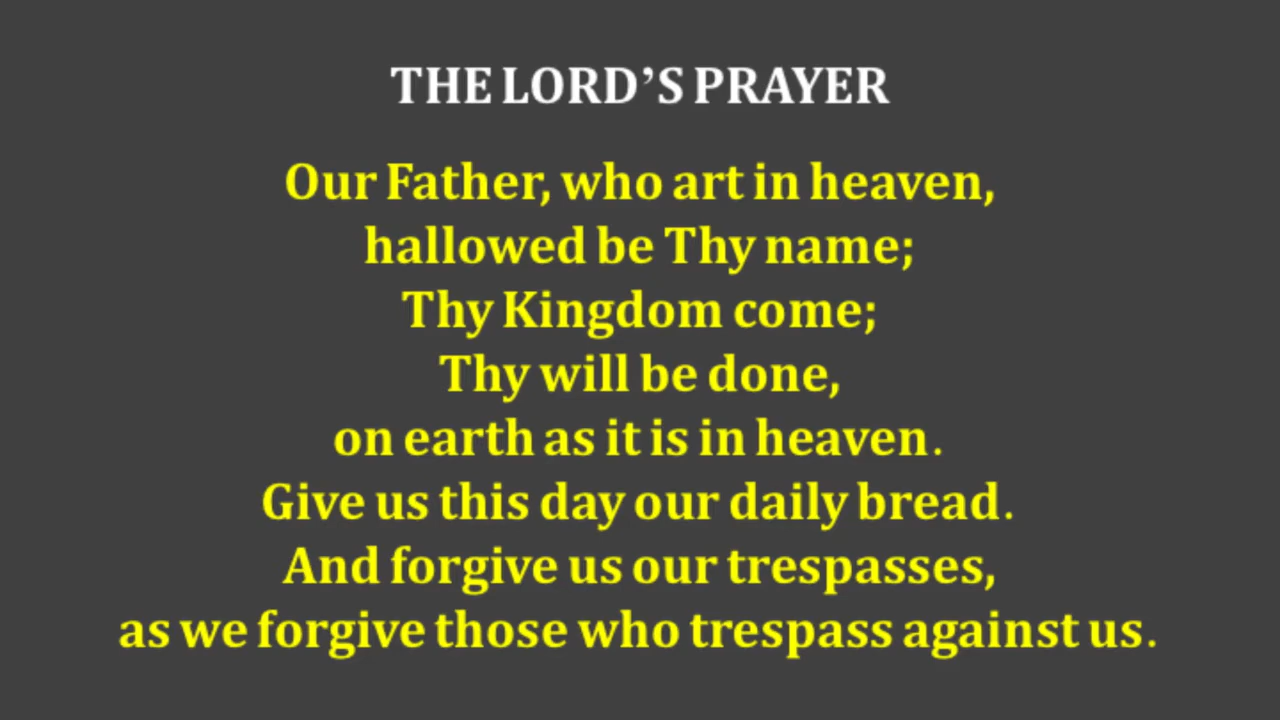 THE LORD’S PRAYER
Our Father, who art in heaven,
hallowed be Thy name;
Thy Kingdom come;
Thy will be done,
on earth as it is in heaven.
Give us this day our daily bread.
And forgive us our trespasses,
as we forgive those who trespass against us.